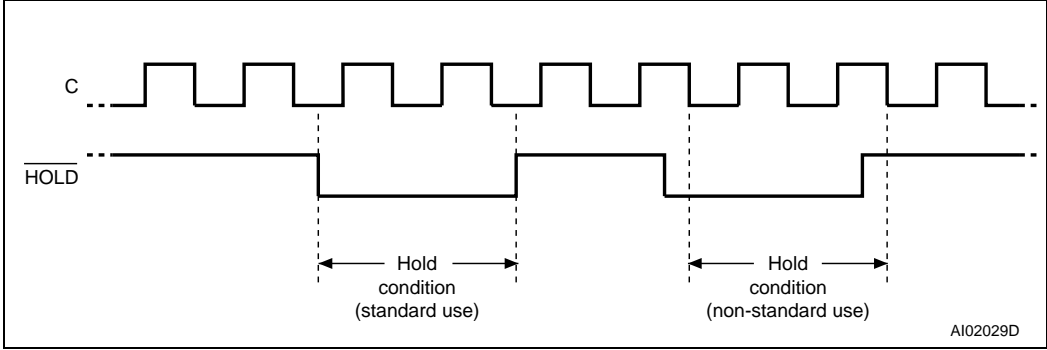 C
HOLD
Hold
condition
(standard use)
Hold
condition
(non-standard use)
AI02029D